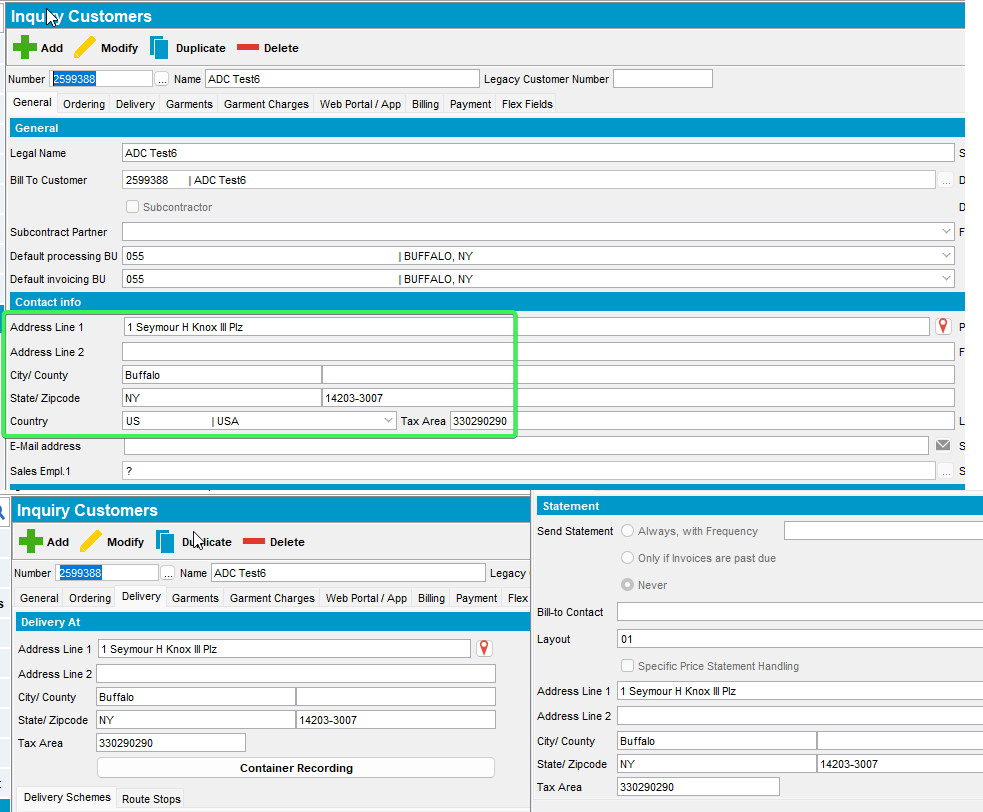 Inquiry Customers
Add Modify Duplicate Delete
Number 2599388 ... Name ADC Test6 Legacy Customer Number
General Ordering Delivery Garments Garment Charges Web Portal / App Billing Payment Flex Fields
General
Legal Name ADC Test6 S
Bill To Customer 2599388 | ADC Test6 ... D
Subcontractor D
Subcontract Partner F
Default processing BU 055 | BUFFALO, NY
Default invoicing BU 055 | BUFFALO, NY
Contact info
Address Line 1 1 Seymour H Knox III Plz P
Address Line 2 F
City/ County Buffalo
State/ Zipcode NY 14203-3007
Country US | USA Tax Area 330290290 L
E-Mail address S
Sales Empl.1 ? ... S
Inquiry Customers
Add Modify Duplicate Delete
Number 2599388 ... Name ADC Test6 Legacy
General Ordering Delivery Garments Garment Charges Web Portal / App Billing Payment Flex
Delivery At
Address Line 1 1 Seymour H Knox III Plz
Address Line 2
City/ County Buffalo
State/ Zipcode NY 14203-3007
Tax Area 330290290
Container Recording
Delivery Schemes Route Stops
Statement
Send Statement Always, with Frequency
Only if Invoices are past due
Never
Bill-to Contact
Layout 01
Specific Price Statement Handling
Address Line 1 1 Seymour H Knox III Plz
Address Line 2
City/ County Buffalo
State/ Zipcode NY 14203-3007
Tax Area 330290290